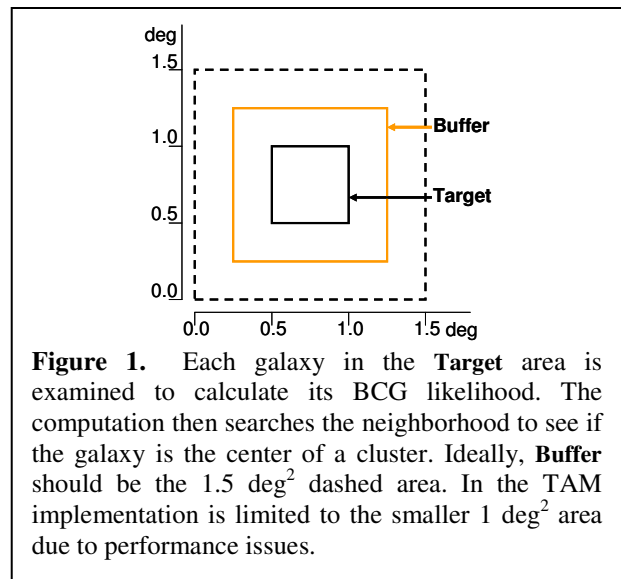 deg
1.5
Buffer
1.0
Target
0.5
0.0
0.0 0.5 1.0 1.5 deg
Figure 1. Each galaxy in the Target area is
examined to calculate its BCG likelihood. The
computation then searches the neighborhood to see if
the galaxy is the center of a cluster. Ideally, Buffer
should be the 1.5 deg² dashed area. In the TAM
implementation is limited to the smaller 1 deg² area
due to performance issues.